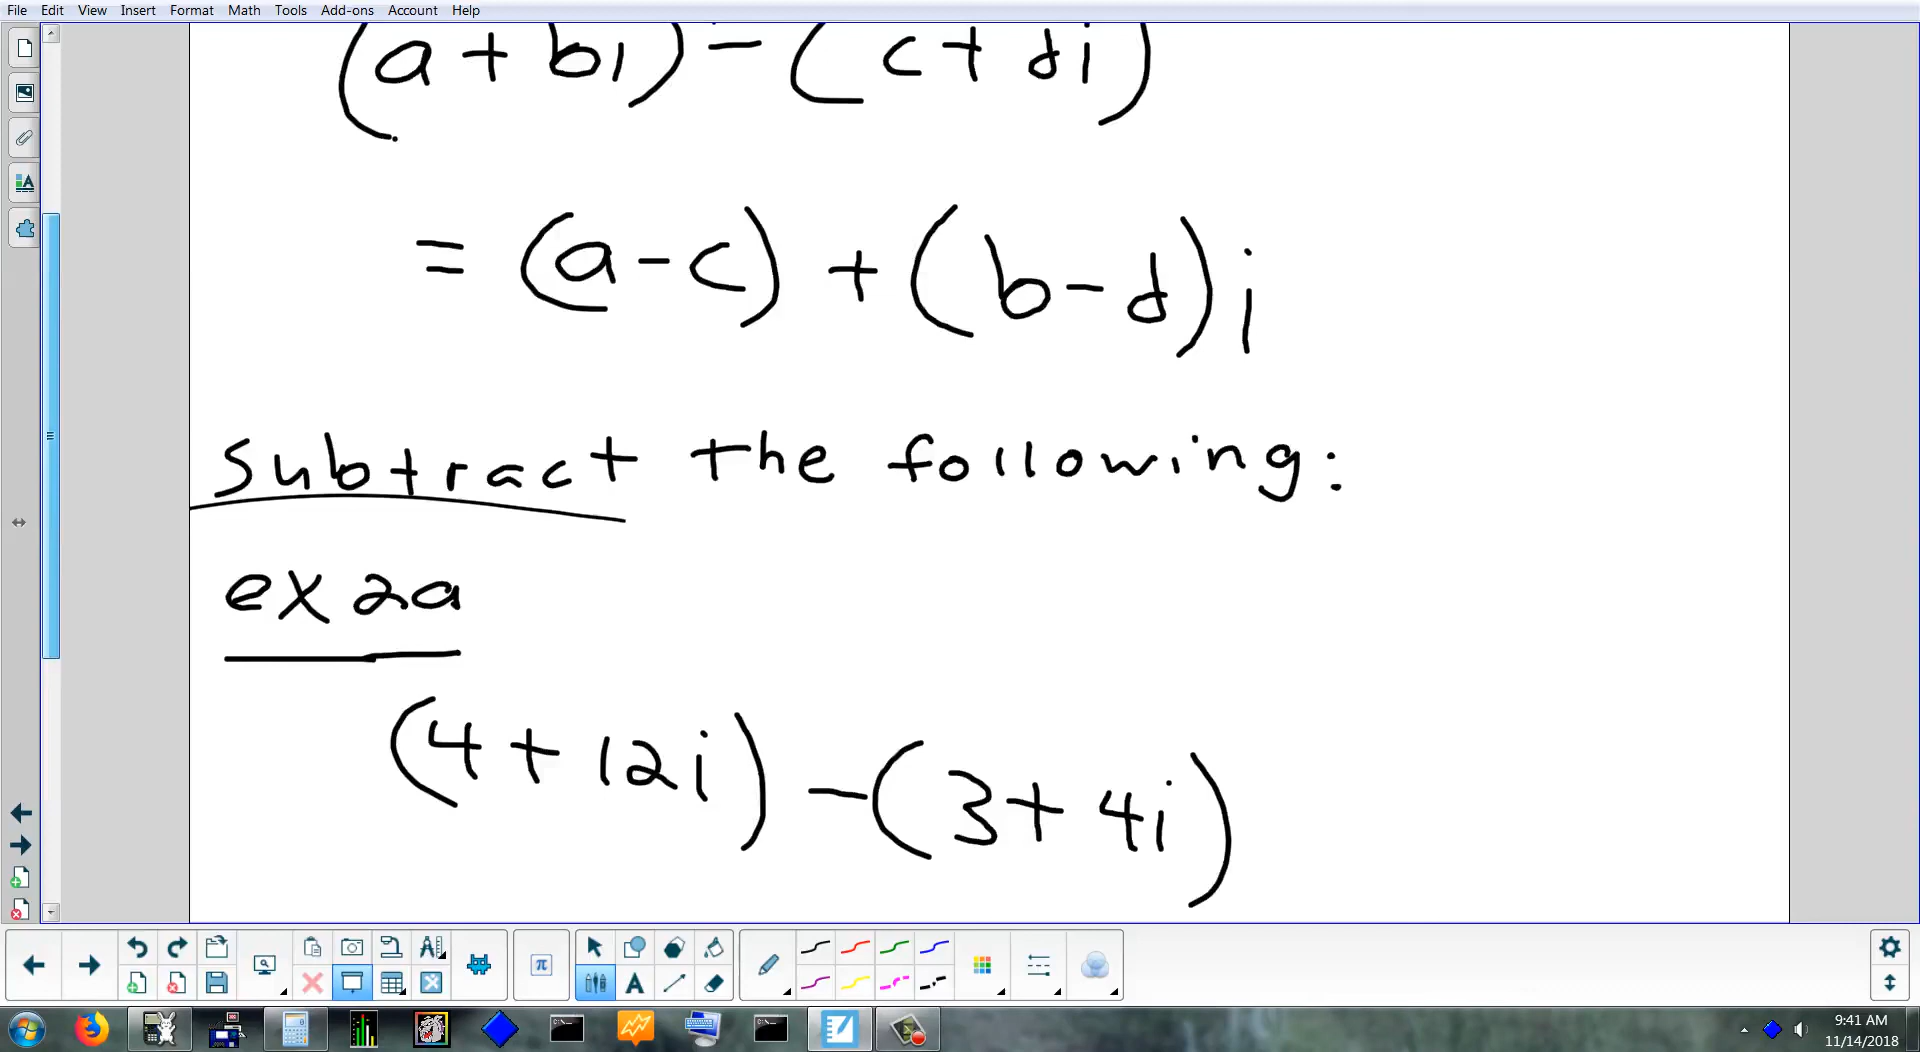 File Edit View Insert Format Math Tools Add-ons Account Help
(a + bi) - (c + di)
= (a - c) + (b - d)i
subtract the following:
ex 2a
(4 + 12i) - (3 + 4i)
π
A
9:41 AM
11/14/2018